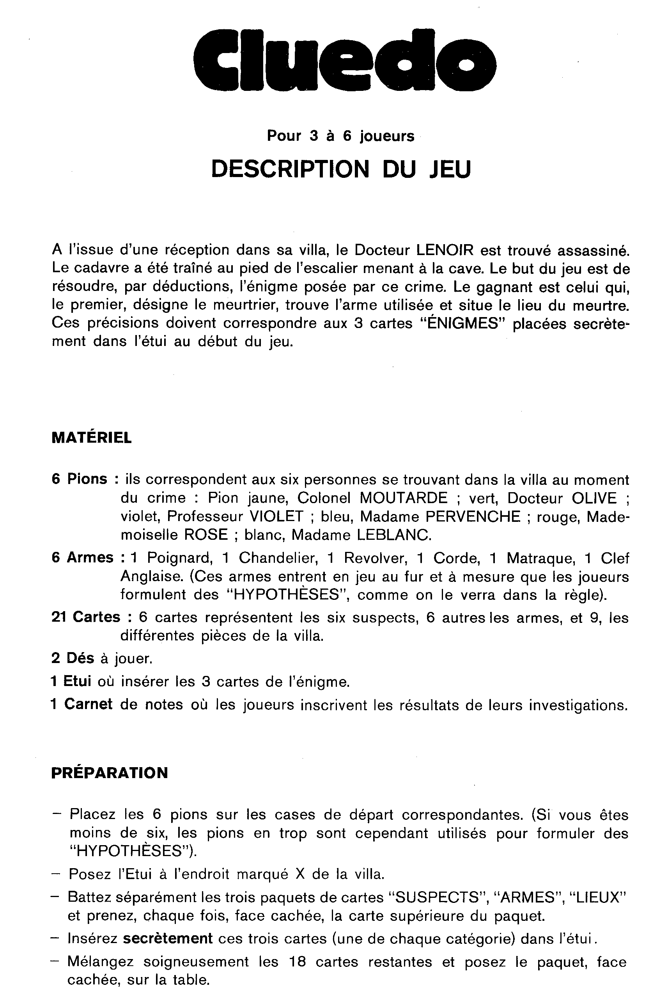 Cluedo
Pour 3 à 6 joueurs
DESCRIPTION DU JEU
A l'issue d'une réception dans sa villa, le Docteur LENOIR est trouvé assassiné.
Le cadavre a été traîné au pied de l'escalier menant à la cave. Le but du jeu est de
résoudre, par déductions, l'énigme posée par ce crime. Le gagnant est celui qui,
le premier, désigne le meurtrier, trouve l'arme utilisée et situe le lieu du meurtre.
Ces précisions doivent correspondre aux 3 cartes “ÉNIGMES” placées secrète-
ment dans l'étui au début du jeu.
MATÉRIEL
6 Pions : ils correspondent aux six personnes se trouvant dans la villa au moment
du crime : Pion jaune, Colonel MOUTARDE ; vert, Docteur OLIVE ;
violet, Professeur VIOLET ; bleu, Madame PERVENCHE ; rouge, Made-
moiselle ROSE ; blanc, Madame LEBLANC.
6 Armes : 1 Poignard, 1 Chandelier, 1 Revolver, 1 Corde, 1 Matraque, 1 Clef
Anglaise. (Ces armes entrent en jeu au fur et à mesure que les joueurs
formulent des “HYPOTHÈSES”, comme on le verra dans la règle).
21 Cartes : 6 cartes représentent les six suspects, 6 autres les armes, et 9, les
différentes pièces de la villa.
2 Dés à jouer.
1 Etui où insérer les 3 cartes de l'énigme.
1 Carnet de notes où les joueurs inscrivent les résultats de leurs investigations.
PRÉPARATION
– Placez les 6 pions sur les cases de départ correspondantes. (Si vous êtes
moins de six, les pions en trop sont cependant utilisés pour formuler des
“HYPOTHÈSES”).
– Posez l'Etui à l'endroit marqué X de la villa.
– Battez séparément les trois paquets de cartes “SUSPECTS”, “ARMES”, “LIEUX”
et prenez, chaque fois, face cachée, la carte supérieure du paquet.
– Insérez secrètement ces trois cartes (une de chaque catégorie) dans l'étui.
– Mélangez soigneusement les 18 cartes restantes et posez le paquet, face
cachée, sur la table.